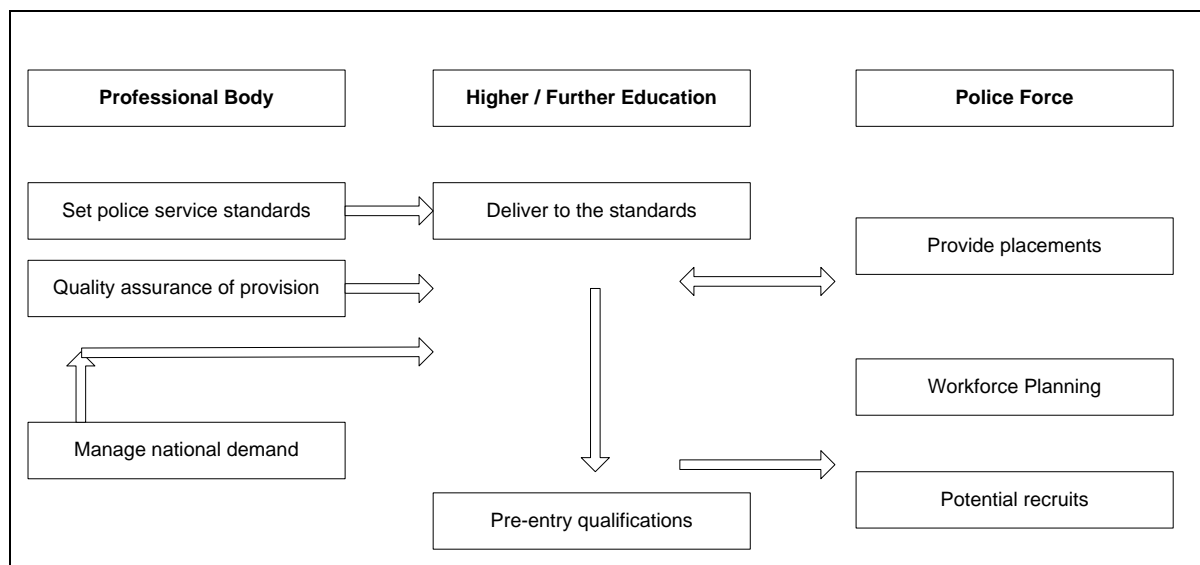 Professional Body
Higher / Further Education
Police Force
Set police service standards
Deliver to the standards
Provide placements
Quality assurance of provision
Workforce Planning
Manage national demand
Potential recruits
Pre-entry qualifications